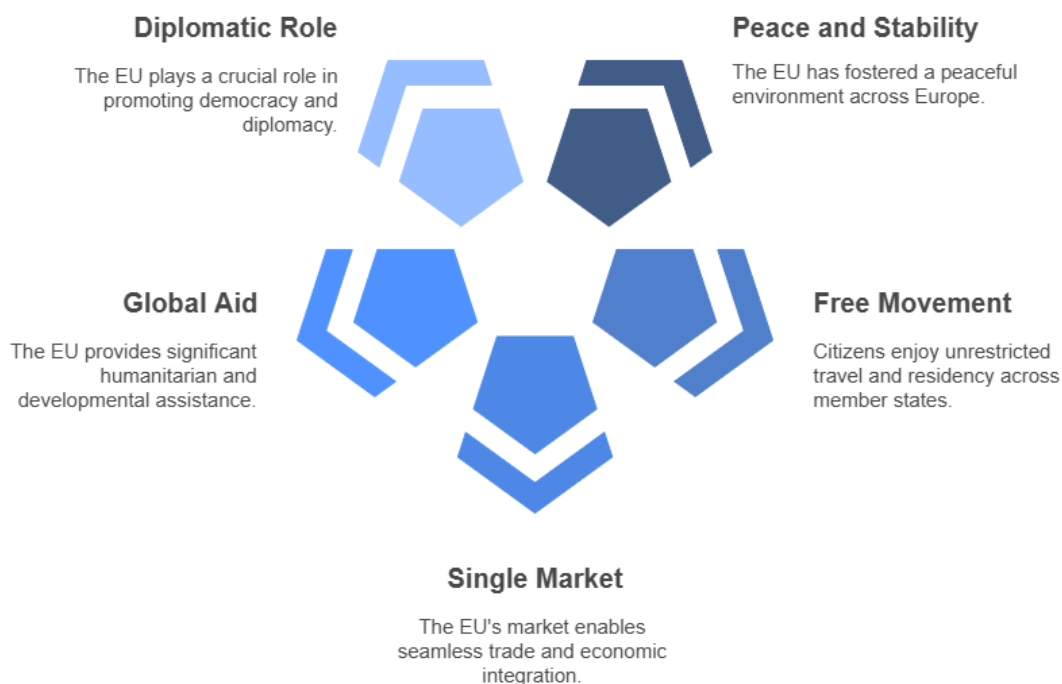 Diplomatic Role
The EU plays a crucial role in
promoting democracy and
diplomacy.
Peace and Stability
The EU has fostered a peaceful
environment across Europe.
Global Aid
The EU provides significant
humanitarian and
developmental assistance.
Free Movement
Citizens enjoy unrestricted
travel and residency across
member states.
Single Market
The EU's market enables
seamless trade and economic
integration.